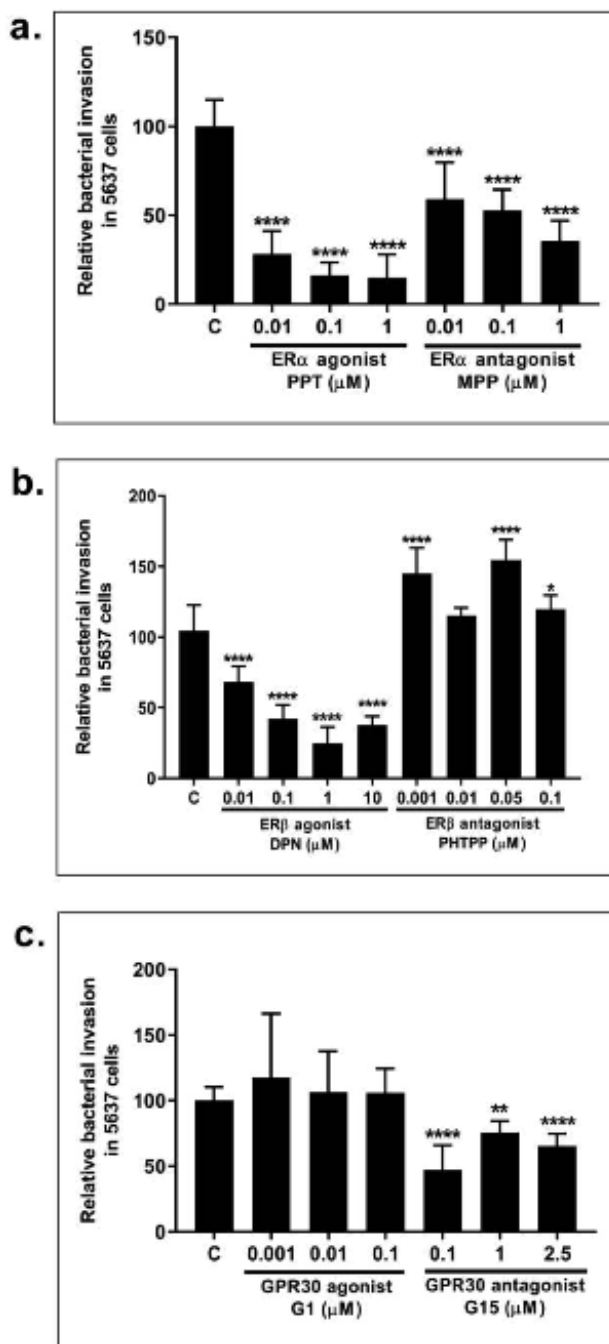 a.
Relative bacterial invasion
in 5637 cells
150
100
50
0
****
****
****
****
****
****
C 0.01 0.1 1 0.01 0.1 1
ERα agonist ERα antagonist
PPT (μM) MPP (μM)
b.
Relative bacterial invasion
in 5637 cells
200
150
100
50
0
****
****
****
****
****
****
*
C 0.01 0.1 1 10 0.001 0.01 0.05 0.1
ERβ agonist ERβ antagonist
DPN (μM) PHTPP (μM)
c.
Relative bacterial invasion
in 5637 cells
200
150
100
50
0
****
**
****
C 0.001 0.01 0.1 0.1 1 2.5
GPR30 agonist GPR30 antagonist
G1 (μM) G15 (μM)